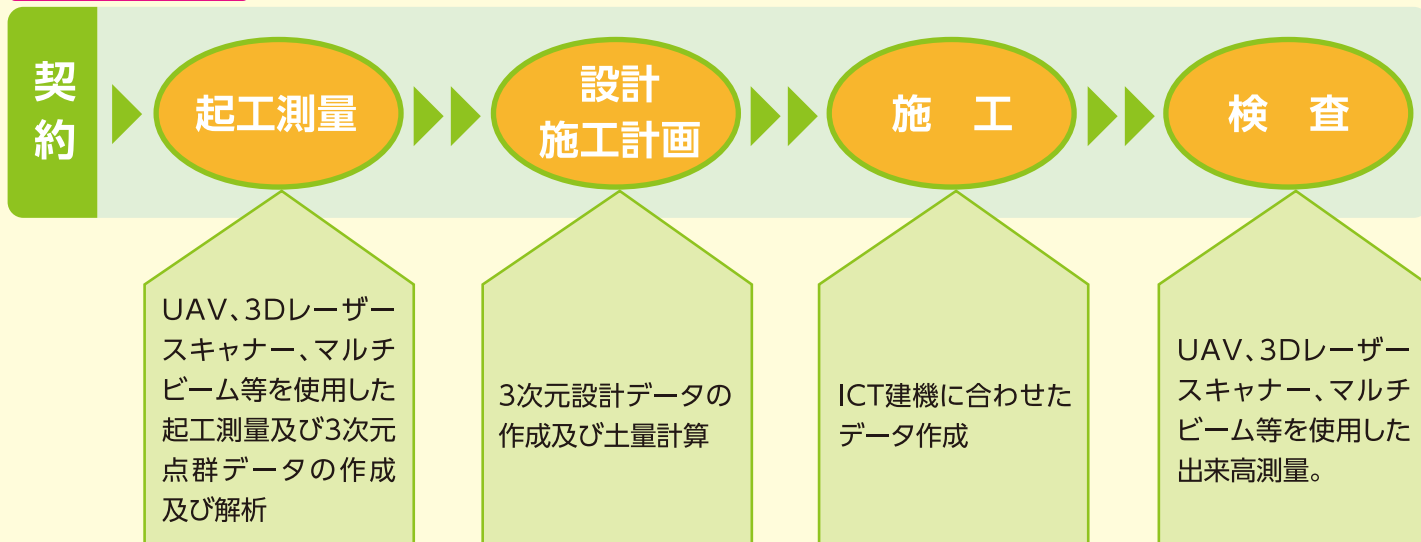 契約
起工測量
設計
施工計画
施　工
検　査
UAV、3Dレーザー
スキャナー、マルチ
ビーム等を使用した
起工測量及び3次元
点群データの作成
及び解析
3次元設計データの
作成及び土量計算
ICT建機に合わせた
データ作成
UAV、3Dレーザー
スキャナー、マルチ
ビーム等を使用した
出来高測量。